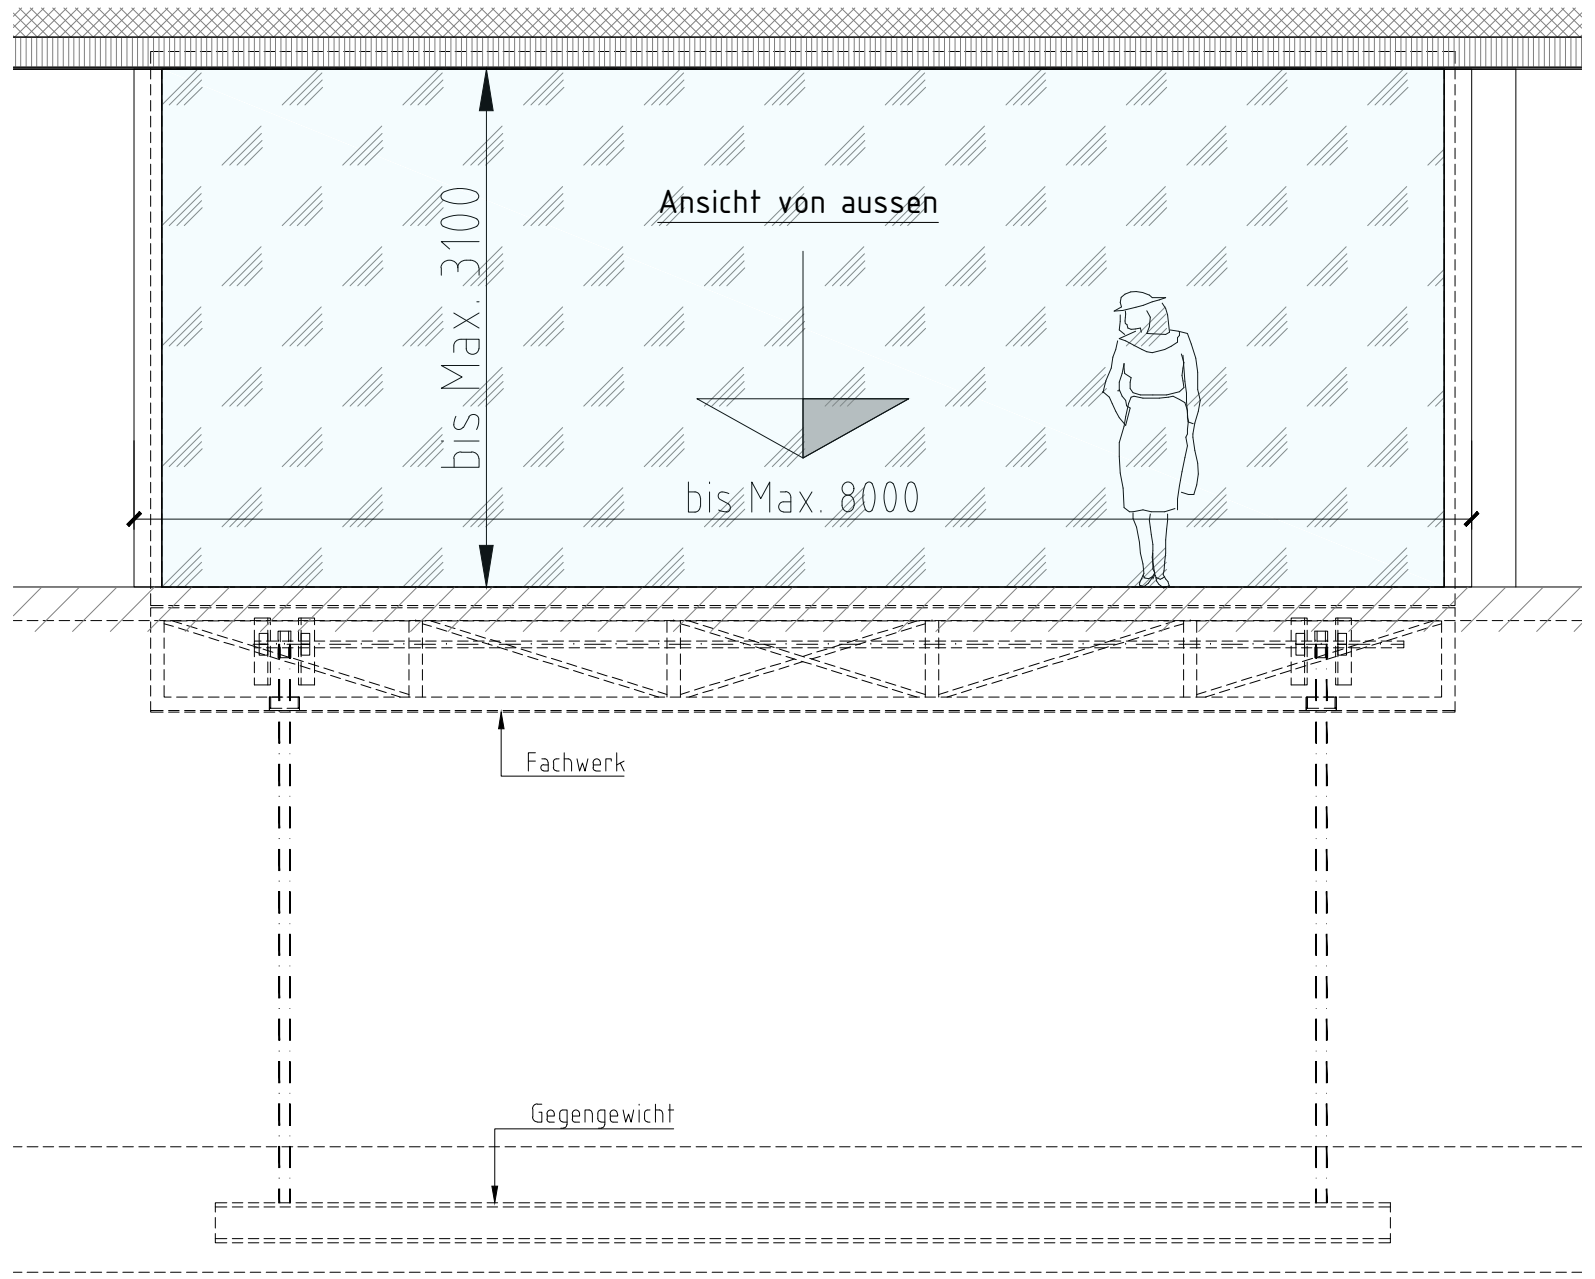 Ansicht von aussen
bis Max. 3100
bis Max. 8000
Fachwerk
Gegengewicht